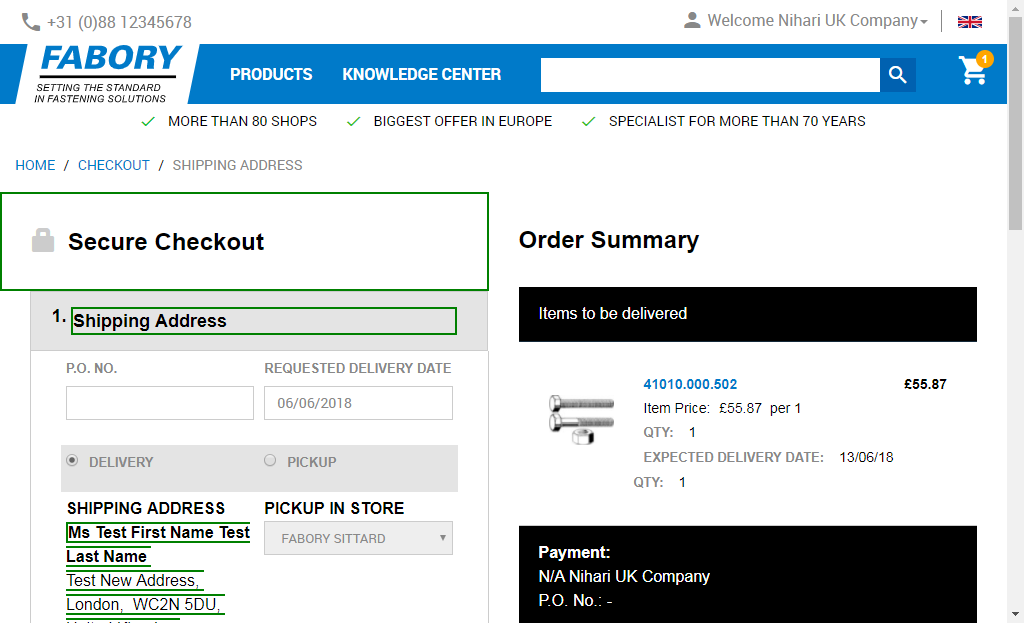 +31 (0)88 12345678
Welcome Nihari UK Company
FABORY
SETTING THE STANDARD
IN FASTENING SOLUTIONS
PRODUCTS
KNOWLEDGE CENTER
1
MORE THAN 80 SHOPS
BIGGEST OFFER IN EUROPE
SPECIALIST FOR MORE THAN 70 YEARS
HOME / CHECKOUT / SHIPPING ADDRESS
Secure Checkout
1. Shipping Address
P.O. NO.
REQUESTED DELIVERY DATE
06/06/2018
DELIVERY
PICKUP
SHIPPING ADDRESS
Ms Test First Name Test
Last Name
Test New Address,
London, WC2N 5DU,
PICKUP IN STORE
FABORY SITTARD
Order Summary
Items to be delivered
41010.000.502 £55.87
Item Price: £55.87 per 1
QTY: 1
EXPECTED DELIVERY DATE: 13/06/18
QTY: 1
Payment:
N/A Nihari UK Company
P.O. No.: -